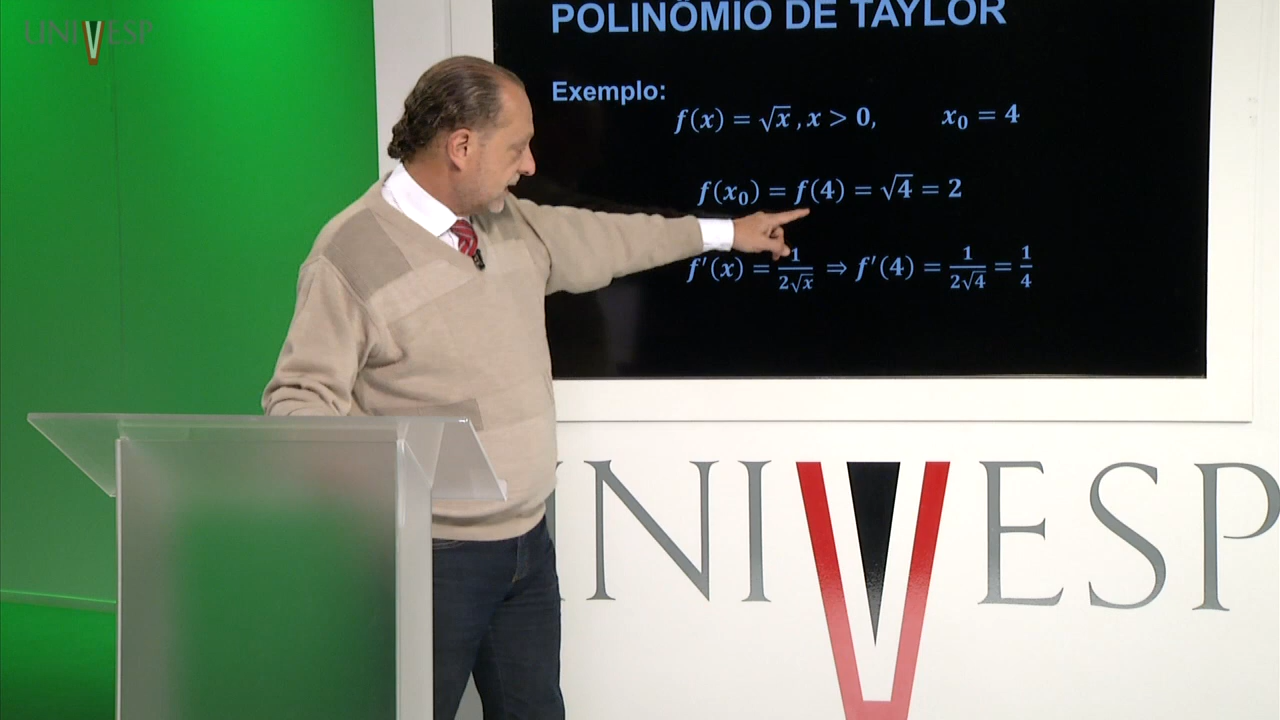 UNIVESP
POLINÔMIO DE TAYLOR
Exemplo:
f(x) = √x , x > 0, x₀ = 4
f(x₀) = f(4) = √4 = 2
f′(x) = 1/(2√x) ⇒ f′(4) = 1/(2√4) = 1/4
NIVESP